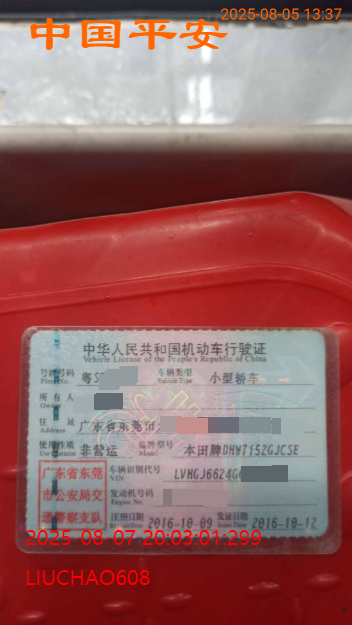 2025-08-05 13:37
中国平安
中华人民共和国机动车行驶证
Vehicle License of the People's Republic of China
号牌号码 粤S 车辆类型 小型轿车
Plate No. Vehicle Type
所有人
Owner
住址 广东省东莞市
Address
使用性质 非营运 品牌型号 本田牌DHW7152GJCSE
Use Character Model
广东省东莞
市公安局交
通警察支队
车辆识别代号 LVHGJ6624G
VIN
发动机号码
Engine No.
注册日期 2016-10-09 发证日期 2016-10-12
Register Date Issue Date
2025-08-07 20:03:01:299
LIUCHAO608